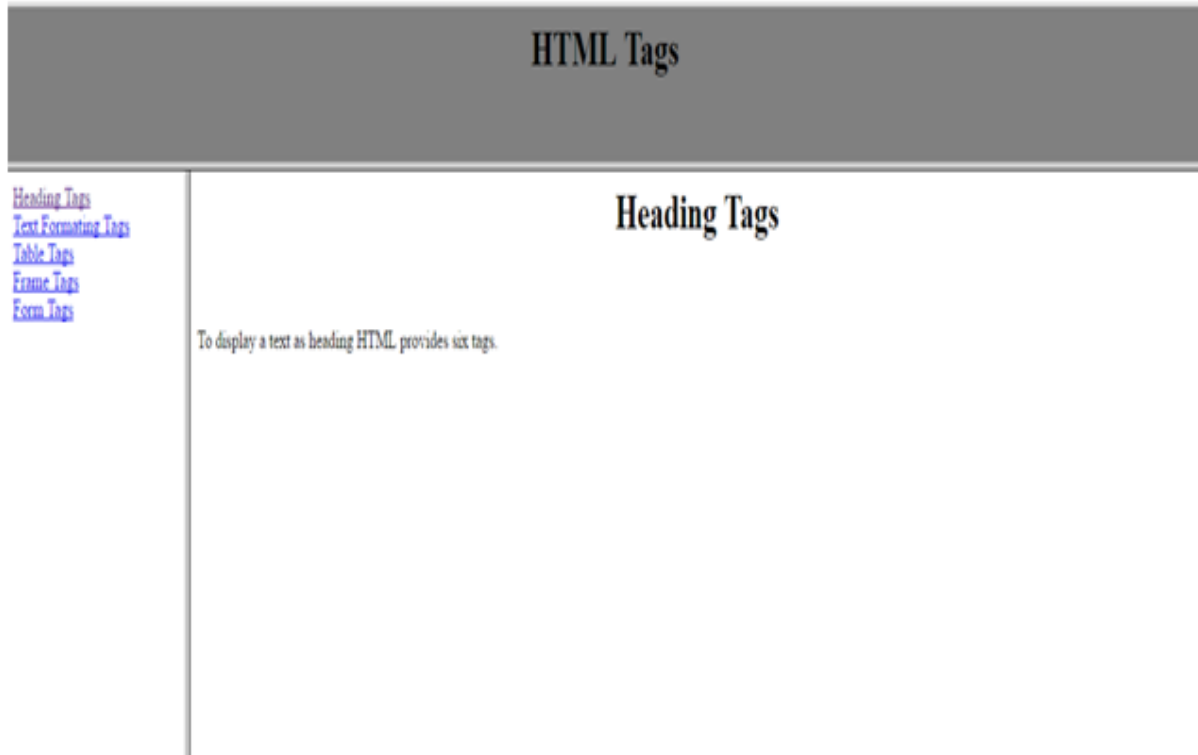 HTML Tags
Heading Tags
Text Formating Tags
Table Tags
Frame Tags
Form Tags
Heading Tags
To display a text as heading HTML provides six tags.